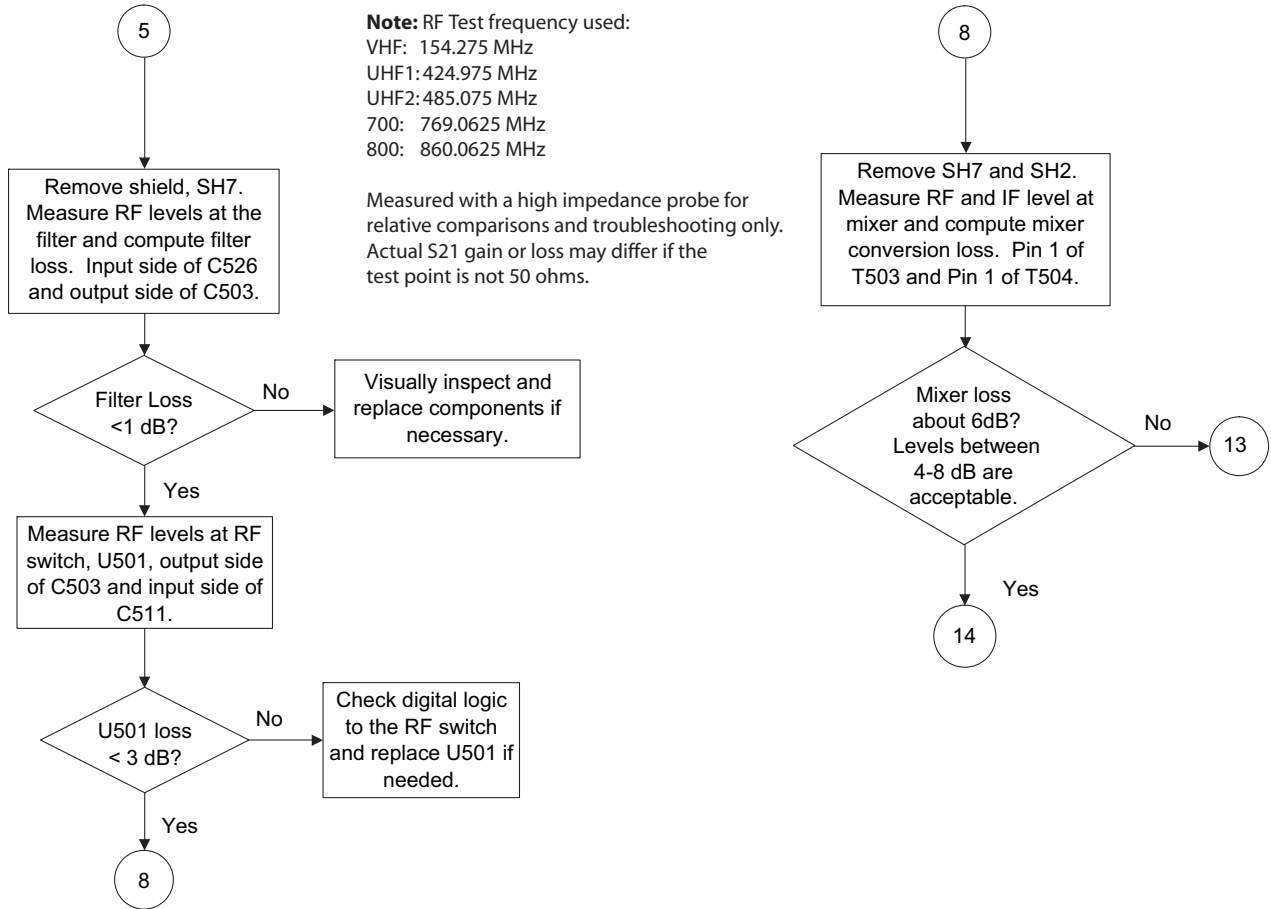 5
Remove shield, SH7.
Measure RF levels at the
filter and compute filter
loss. Input side of C526
and output side of C503.
Filter Loss
<1 dB?
No
Visually inspect and
replace components if
necessary.
Yes
Measure RF levels at RF
switch, U501, output side
of C503 and input side of
C511.
U501 loss
< 3 dB?
No
Check digital logic
to the RF switch
and replace U501 if
needed.
Yes
8
Note: RF Test frequency used:
VHF: 154.275 MHz
UHF1: 424.975 MHz
UHF2: 485.075 MHz
700: 769.0625 MHz
800: 860.0625 MHz
Measured with a high impedance probe for
relative comparisons and troubleshooting only.
Actual S21 gain or loss may differ if the
test point is not 50 ohms.
8
Remove SH7 and SH2.
Measure RF and IF level at
mixer and compute mixer
conversion loss. Pin 1 of
T503 and Pin 1 of T504.
Mixer loss
about 6dB?
Levels between
4-8 dB are
acceptable.
No
13
Yes
14